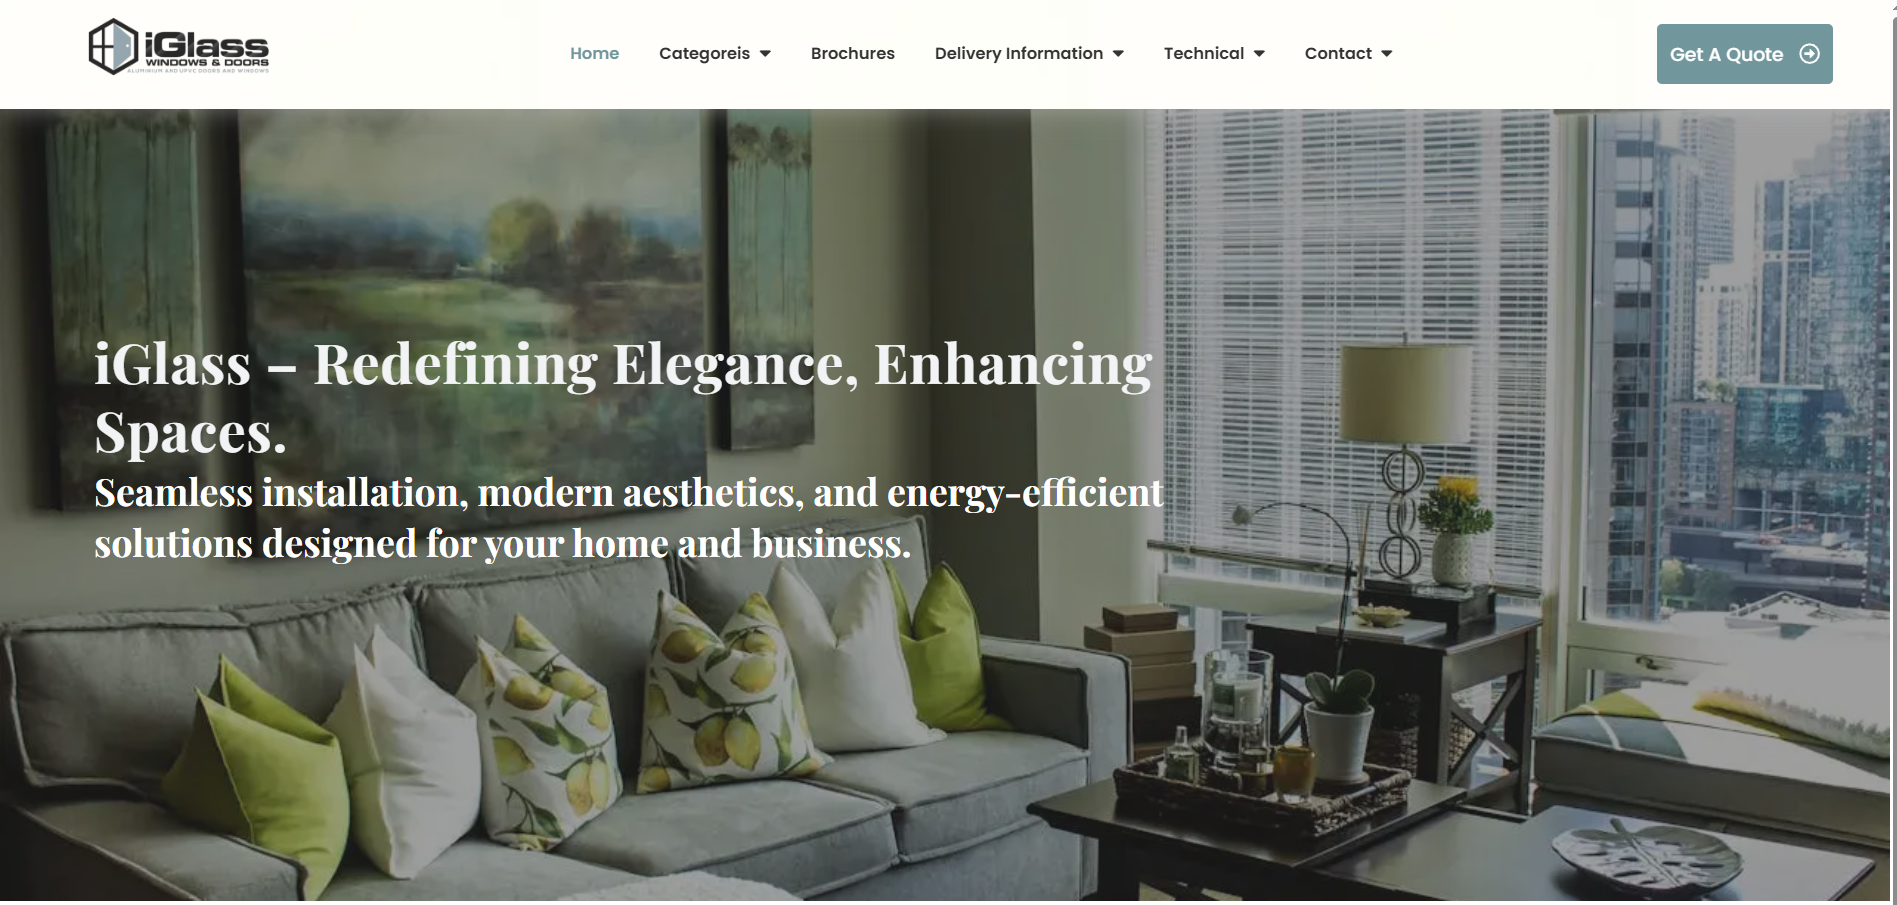 iGlass
WINDOWS & DOORS
ALUMINIUM AND UPVC DOORS AND WINDOWS
Home
Categoreis
Brochures
Delivery Information
Technical
Contact
Get A Quote
iGlass – Redefining Elegance, Enhancing
Spaces.
Seamless installation, modern aesthetics, and energy-efficient
solutions designed for your home and business.